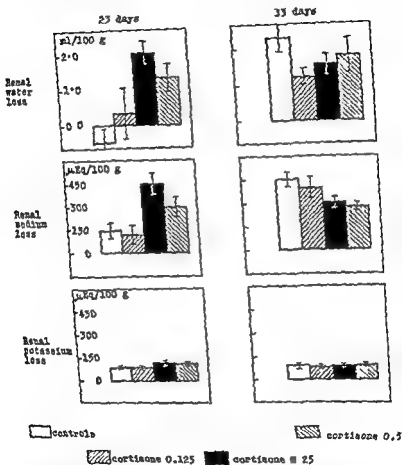 23 days 33 days
ml/100 g
Renal
water
loss
2·0
1·0
0
μEq/100 g
Renal
sodium
loss
450
300
150
0
μEq/100 g
Renal
potassium
loss
450
300
150
0
controls cortisone 0.5
cortisone 0.125 cortisone 25